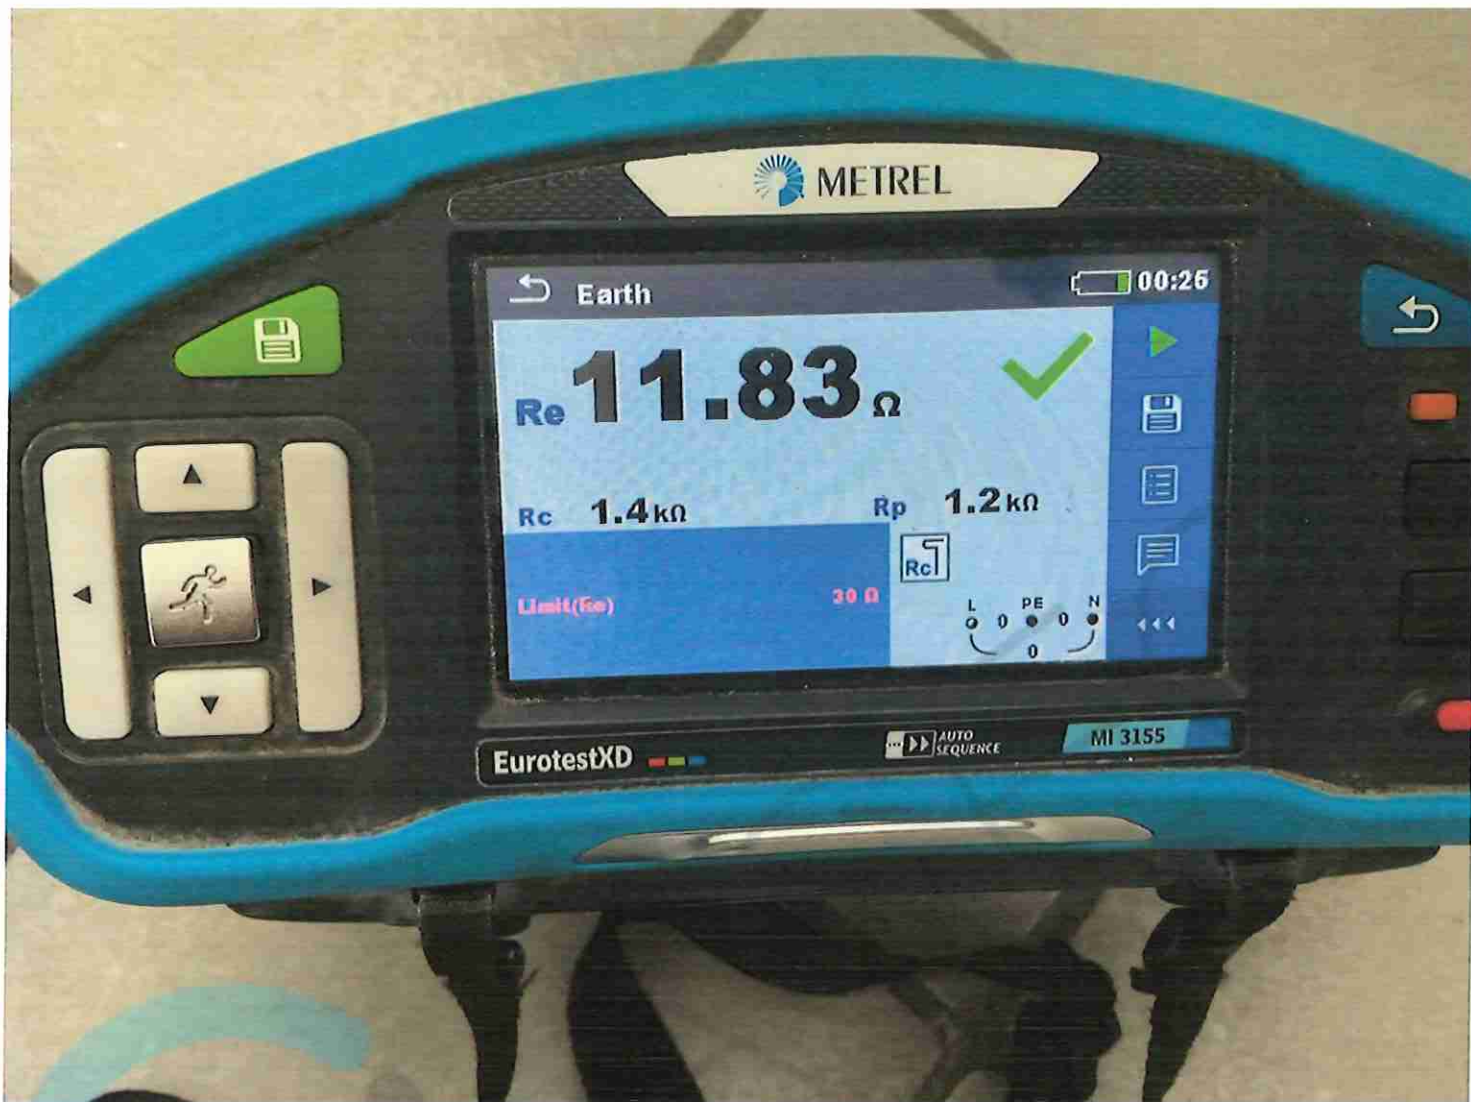 METREL
Earth 00:26
Re 11.83 Ω
Rc 1.4 kΩ Rp 1.2 kΩ
Rc
Limit(Re) 30 Ω
L PE N
0 0
0
EurotestXD
AUTO
SEQUENCE
MI 3155